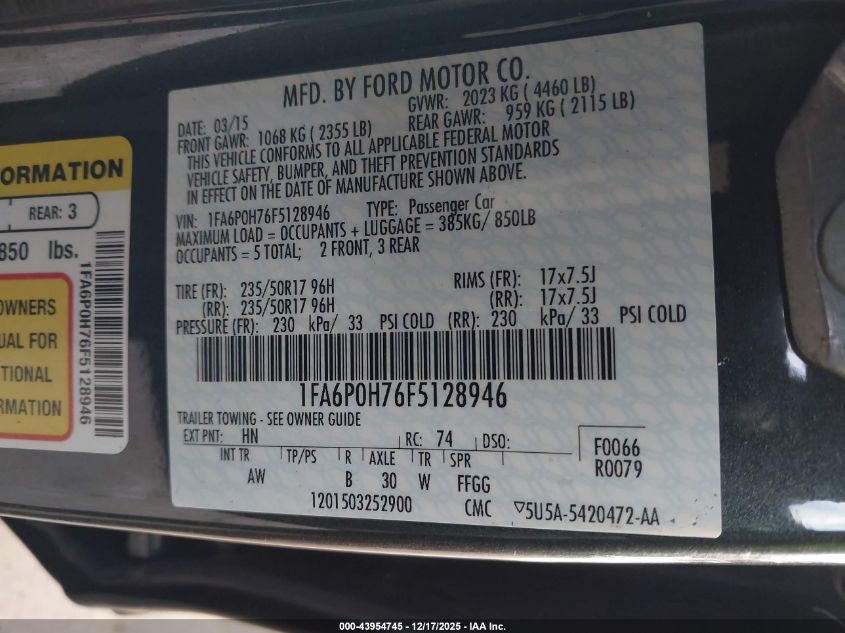 MFD. BY FORD MOTOR CO.
DATE: 03/15 GVWR: 2023 KG ( 4460 LB)
FRONT GAWR: 1068 KG ( 2355 LB) REAR GAWR: 959 KG ( 2115 LB)
THIS VEHICLE CONFORMS TO ALL APPLICABLE FEDERAL MOTOR
VEHICLE SAFETY, BUMPER, AND THEFT PREVENTION STANDARDS
IN EFFECT ON THE DATE OF MANUFACTURE SHOWN ABOVE.
VIN: 1FA6P0H76F5128946 TYPE: Passenger Car
MAXIMUM LOAD = OCCUPANTS + LUGGAGE = 385KG/ 850LB
OCCUPANTS = 5 TOTAL; 2 FRONT, 3 REAR
TIRE (FR): 235/50R17 96H RIMS (FR): 17x7.5J
(RR): 235/50R17 96H (RR): 17x7.5J
PRESSURE (FR): 230 kPa/ 33 PSI COLD (RR): 230 kPa/ 33 PSI COLD
1FA6P0H76F5128946
TRAILER TOWING - SEE OWNER GUIDE
EXT PNT: HN RC: 74 DSO: F0066
R0079
INT TR TP/PS R AXLE TR SPR
AW B 30 W FFGG
1201503252900 CMC ▽5U5A-5420472-AA
ORMATION
REAR: 3
850 lbs.
OWNERS
UAL FOR
TIONAL
RMATION
1FA6P0H76F5128946
000-43954745 - 12/17/2025 - IAA Inc.